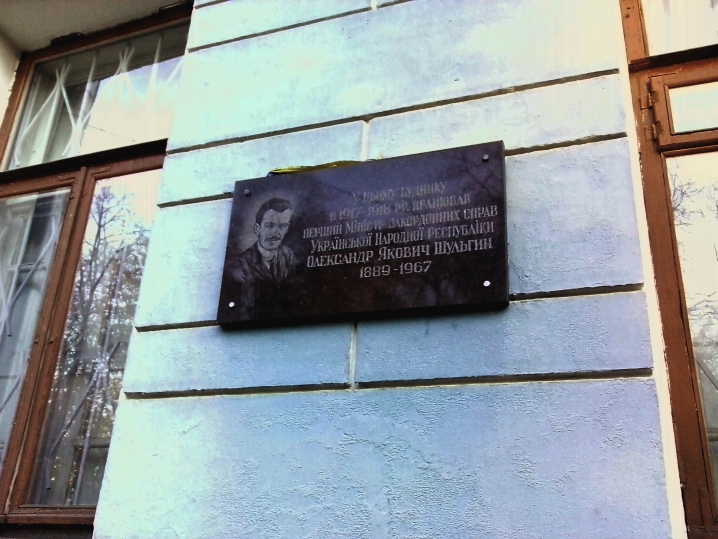 У цьому будинку
в 1917-1918 рр. працював
перший Міністр Закордонних справ
Української Народної Республіки
Олександр Якович Шульгин
1889-1967